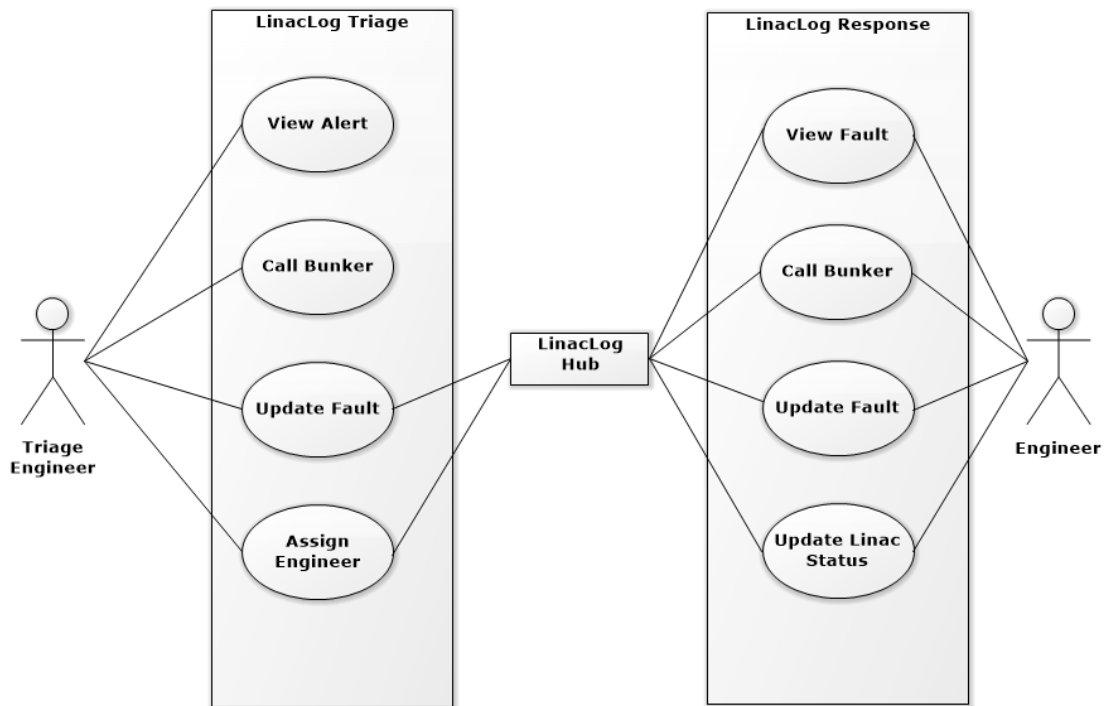 LinacLog Triage
View Alert
Call Bunker
Update Fault
Assign
Engineer
Triage
Engineer
LinacLog
Hub
LinacLog Response
View Fault
Call Bunker
Update Fault
Update Linac
Status
Engineer